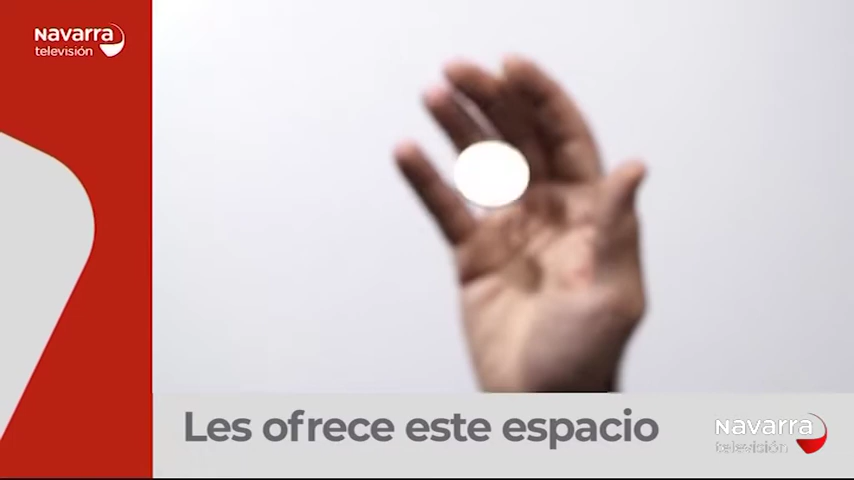 Navarra
televisión
Les ofrece este espacio
Navarra
televisión